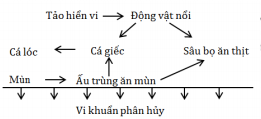 Tảo hiển vi Động vật nổi
Cá lóc Cá giếc Sâu bọ ăn thịt
Mùn Ấu trùng ăn mùn
Vi khuẩn phân hủy